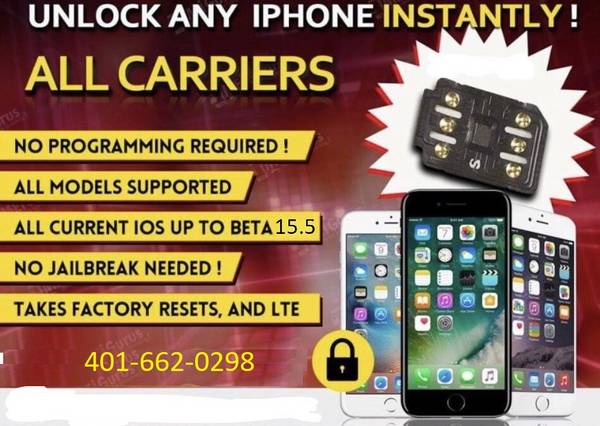 UNLOCK ANY IPHONE INSTANTLY !
ALL CARRIERS
NO PROGRAMMING REQUIRED !
ALL MODELS SUPPORTED
ALL CURRENT IOS UP TO BETA 15.5
NO JAILBREAK NEEDED !
TAKES FACTORY RESETS, AND LTE
401-662-0298
S